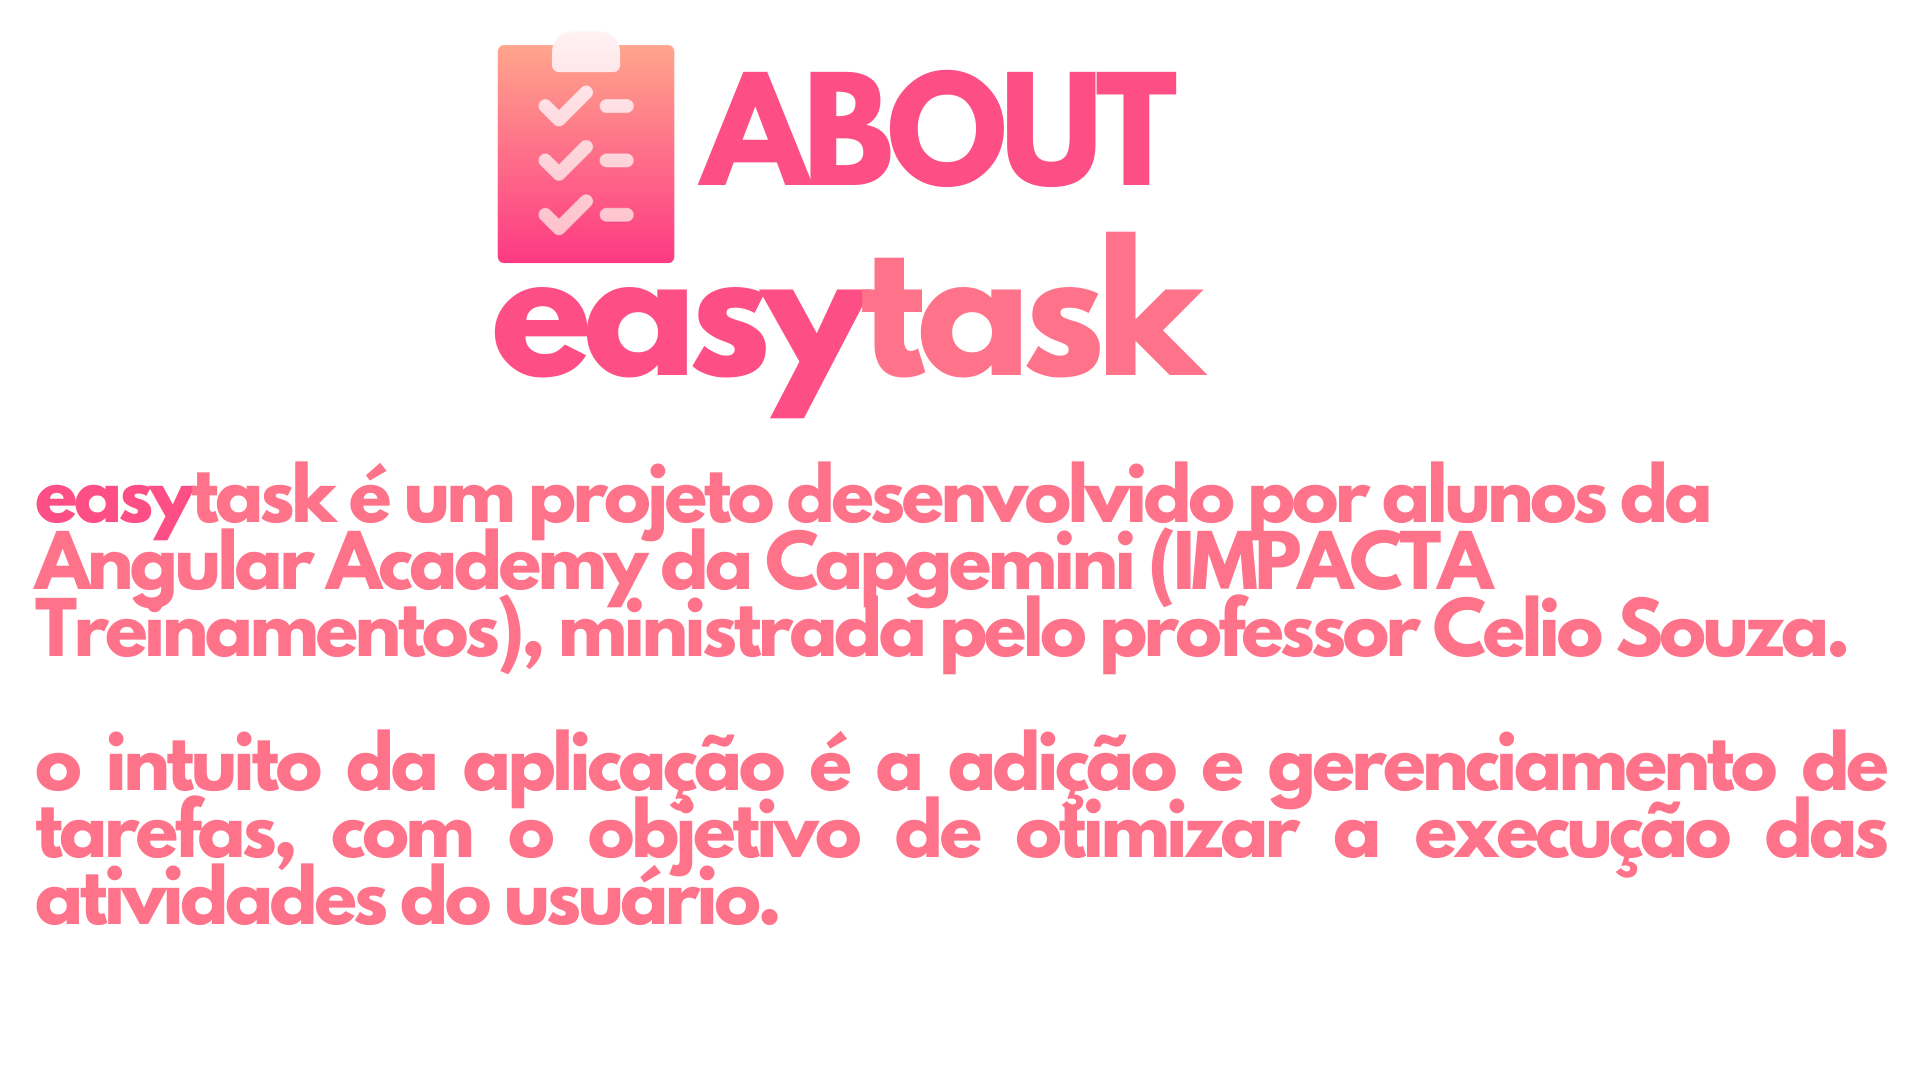 ABOUT
easytask
easytask é um projeto desenvolvido por alunos da
Angular Academy da Capgemini (IMPACTA
Treinamentos), ministrada pelo professor Celio Souza.
o intuito da aplicação é a adição e gerenciamento de
tarefas, com o objetivo de otimizar a execução das
atividades do usuário.